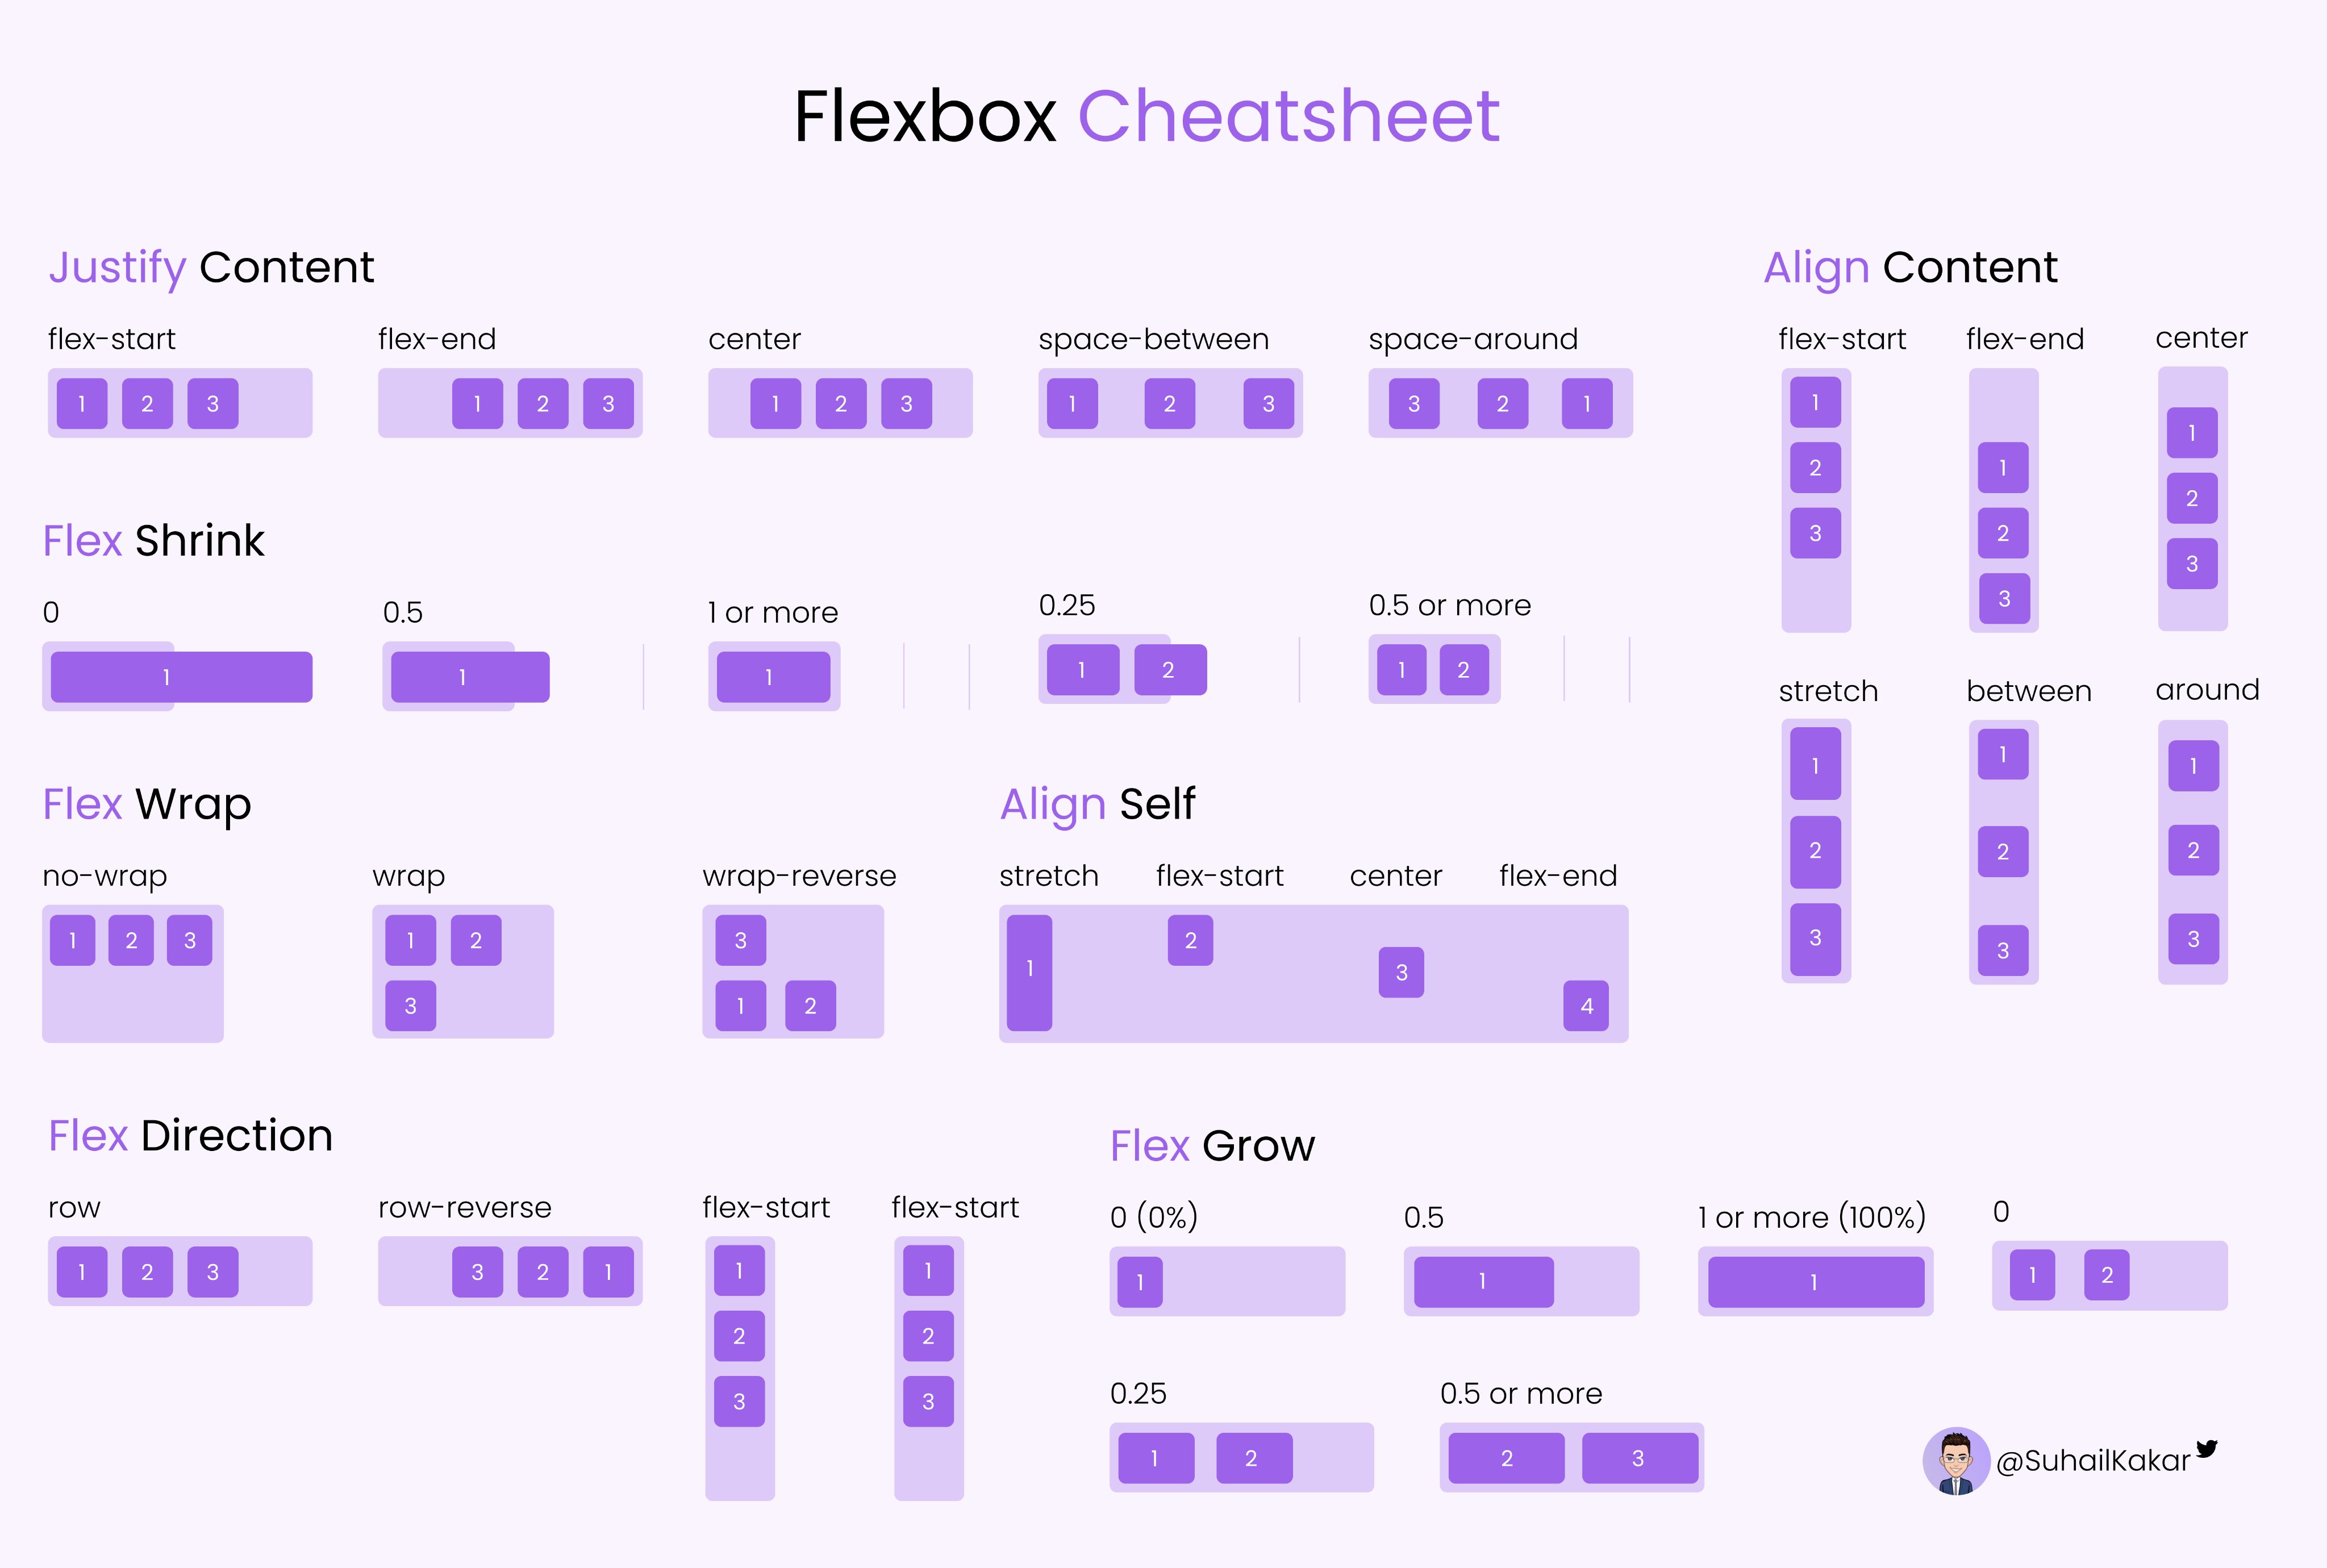 Flexbox Cheatsheet
Justify Content
flex-start flex-end center space-between space-around
1 2 3 1 2 3 1 2 3 1 2 3 3 2 1
Flex Shrink
0 0.5 1 or more 0.25 0.5 or more
1 1 1 1 2 1 2
Align Content
flex-start flex-end center
1 1 1
2 2 2
3 3 3
stretch between around
1 1 1
2 2 2
3 3 3
Flex Wrap
no-wrap wrap wrap-reverse
1 2 3 1 2 3
3 1 2
Align Self
stretch flex-start center flex-end
1 2 3 4
Flex Direction
row row-reverse flex-start flex-start
1 2 3 3 2 1 1 1
2 2
3 3
Flex Grow
0 (0%) 0.5 1 or more (100%) 0
1 1 1 1 2
0.25 0.5 or more
1 2 2 3
@SuhailKakar